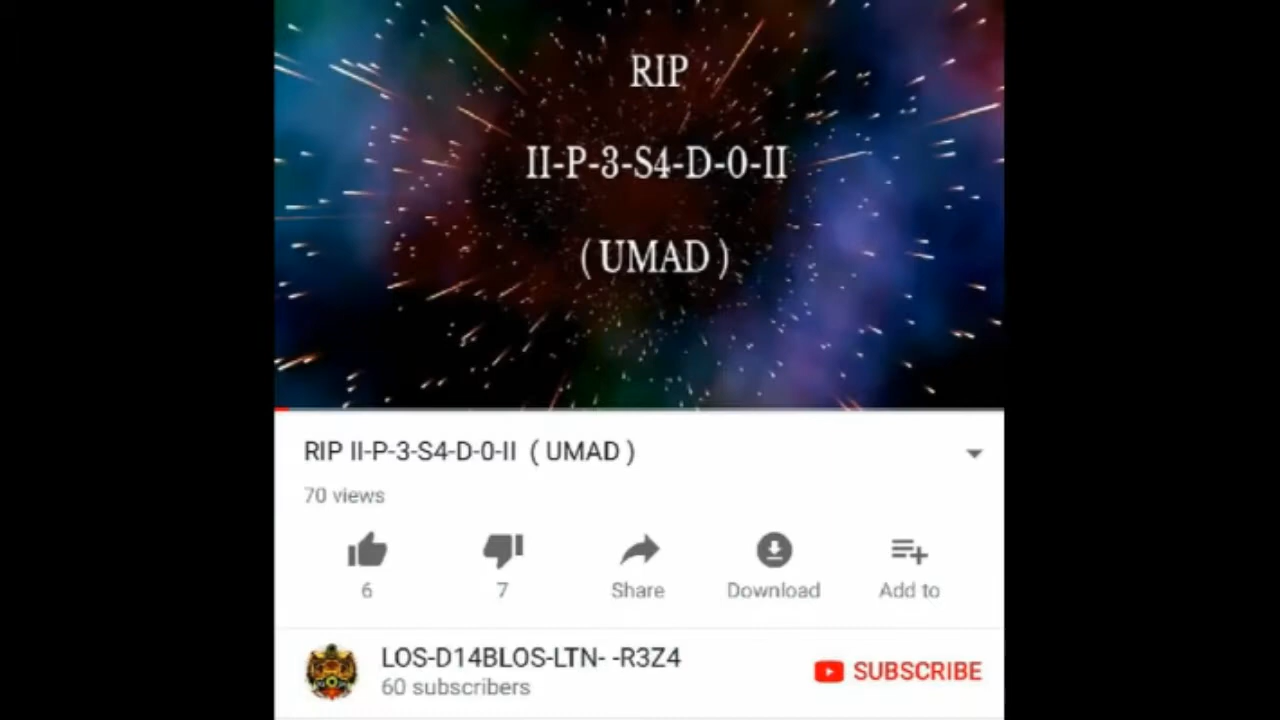 RIP
II-P-3-S4-D-0-II
( UMAD )
RIP II-P-3-S4-D-0-II ( UMAD )
70 views
6
7
Share
Download
Add to
LOS-D14BLOS-LTN- -R3Z4
60 subscribers
SUBSCRIBE